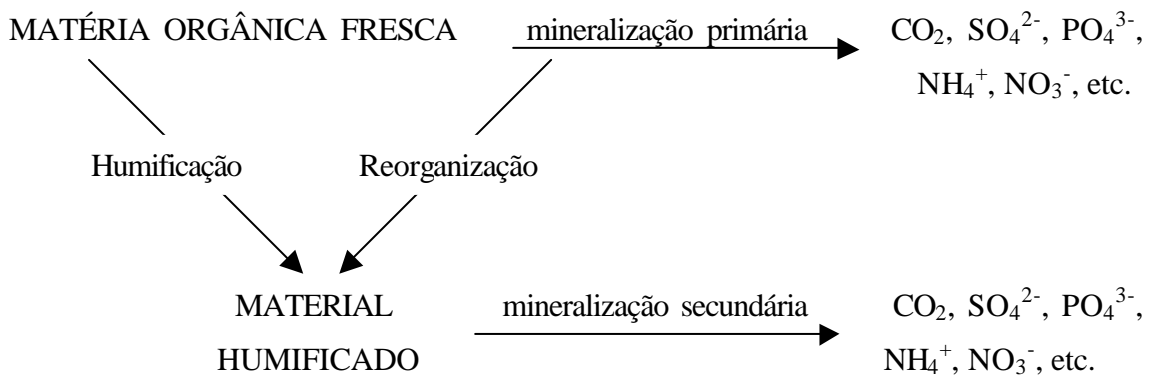 MATÉRIA ORGÂNICA FRESCA mineralização primária CO₂, SO₄²⁻, PO₄³⁻,
NH₄⁺, NO₃⁻, etc.
Humificação Reorganização
MATERIAL mineralização secundária CO₂, SO₄²⁻, PO₄³⁻,
HUMIFICADO NH₄⁺, NO₃⁻, etc.